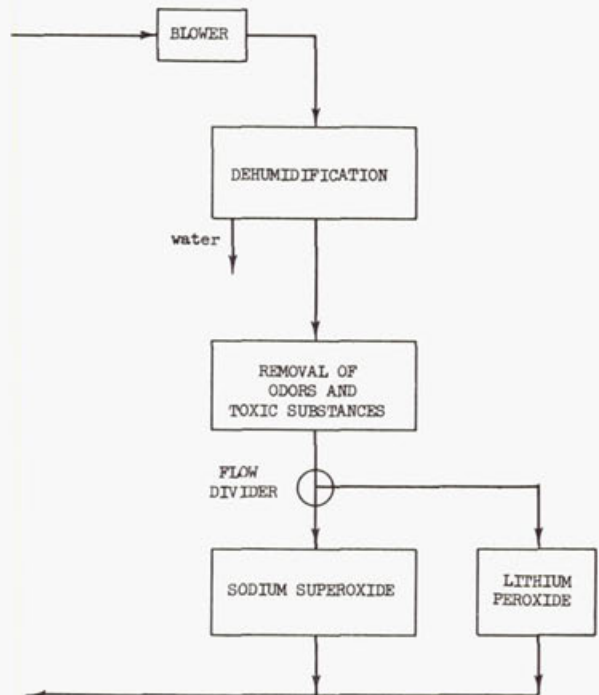 BLOWER
DEHUMIDIFICATION
water
REMOVAL OF
ODORS AND
TOXIC SUBSTANCES
FLOW
DIVIDER
SODIUM SUPEROXIDE
LITHIUM
PEROXIDE